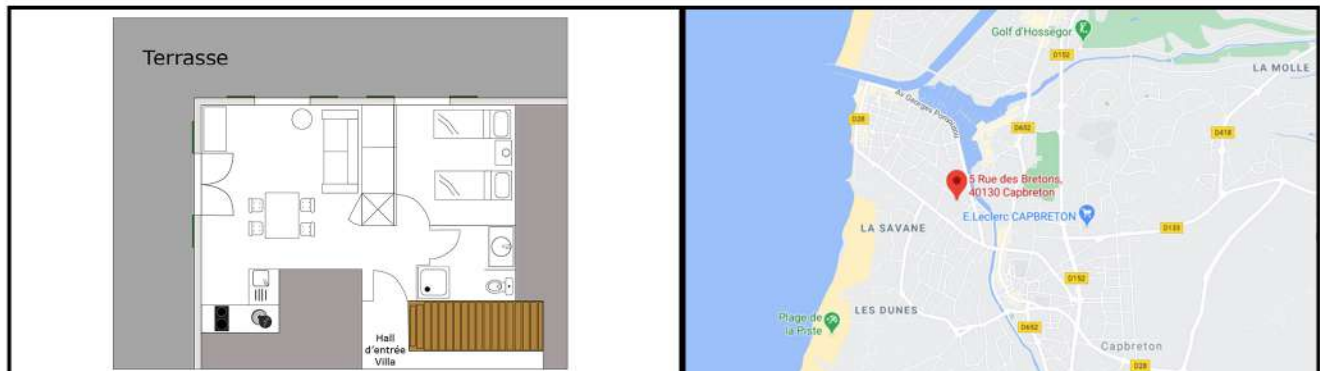 Terrasse
Hall
d'entrée
Ville
Golf d'Hossegor
D152
LA MOLLE
Av. Georges Pompidou
D28
D652
D418
5 Rue des Bretons,
40130 Capbreton
E.Leclerc CAPBRETON
LA SAVANE
D133
D152
LES DUNES
Plage de
la Piste
D652
Capbreton
D28